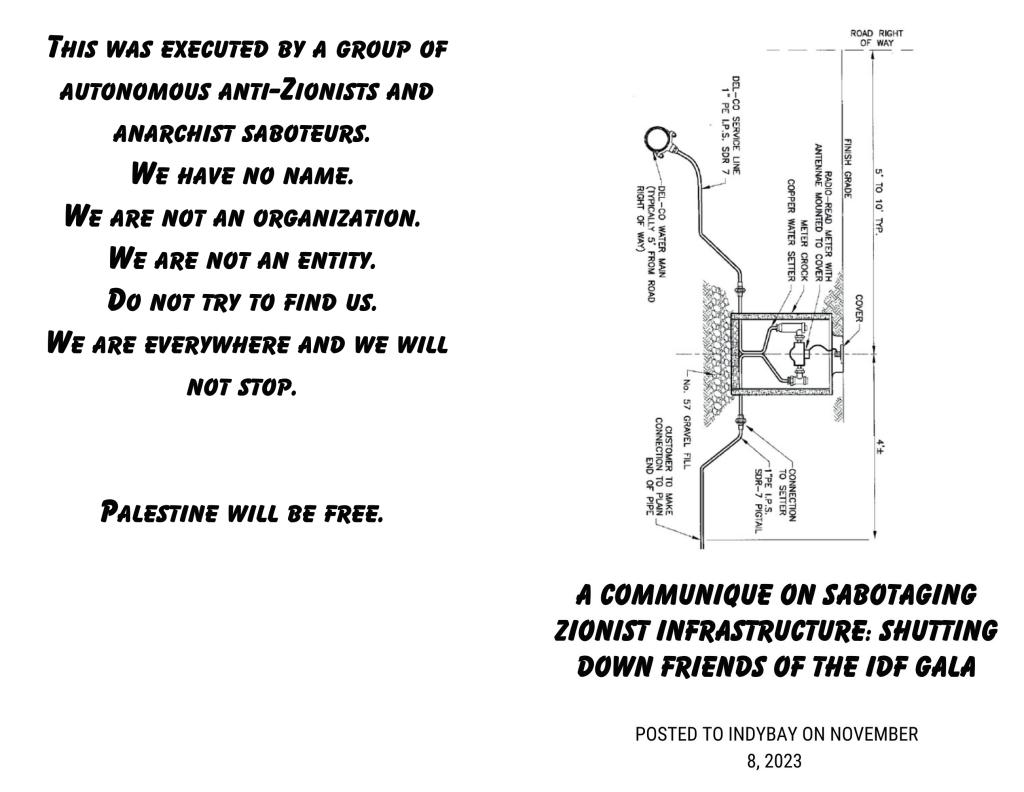 THIS WAS EXECUTED BY A GROUP OF
AUTONOMOUS ANTI-ZIONISTS AND
ANARCHIST SABOTEURS.
WE HAVE NO NAME.
WE ARE NOT AN ORGANIZATION.
WE ARE NOT AN ENTITY.
DO NOT TRY TO FIND US.
WE ARE EVERYWHERE AND WE WILL
NOT STOP.
PALESTINE WILL BE FREE.
ROAD RIGHT
OF WAY
5' TO 10' TYP.
4'±
FINISH GRADE
COVER
RADIO-READ METER WITH
ANTENNAE MOUNTED TO COVER
METER CROCK
COPPER WATER SETTER
DEL-CO SERVICE LINE
1" PE I.P.S. SDR 7
DEL-CO WATER MAIN
(TYPICALLY 5' FROM ROAD
RIGHT OF WAY)
No. 57 GRAVEL FILL
CONNECTION
TO SETTER
1"PE I.P.S.
SDR-7 PIGTAIL
CUSTOMER TO MAKE
CONNECTION TO PLAIN
END OF PIPE
A COMMUNIQUE ON SABOTAGING
ZIONIST INFRASTRUCTURE: SHUTTING
DOWN FRIENDS OF THE IDF GALA
POSTED TO INDYBAY ON NOVEMBER
8, 2023